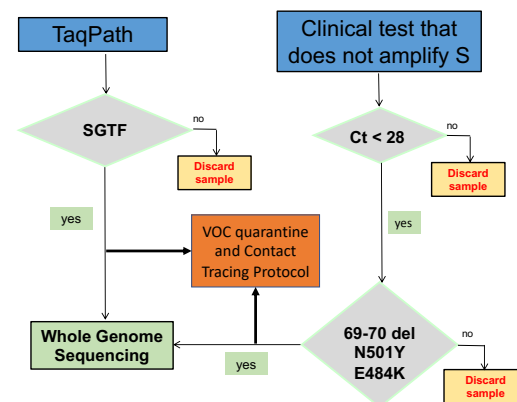 TaqPath
Clinical test that
does not amplify S
SGTF
no
Discard
sample
Ct < 28
no
Discard
sample
yes
yes
VOC quarantine
and Contact
Tracing Protocol
Whole Genome
Sequencing
yes
69-70 del
N501Y
E484K
no
Discard
sample